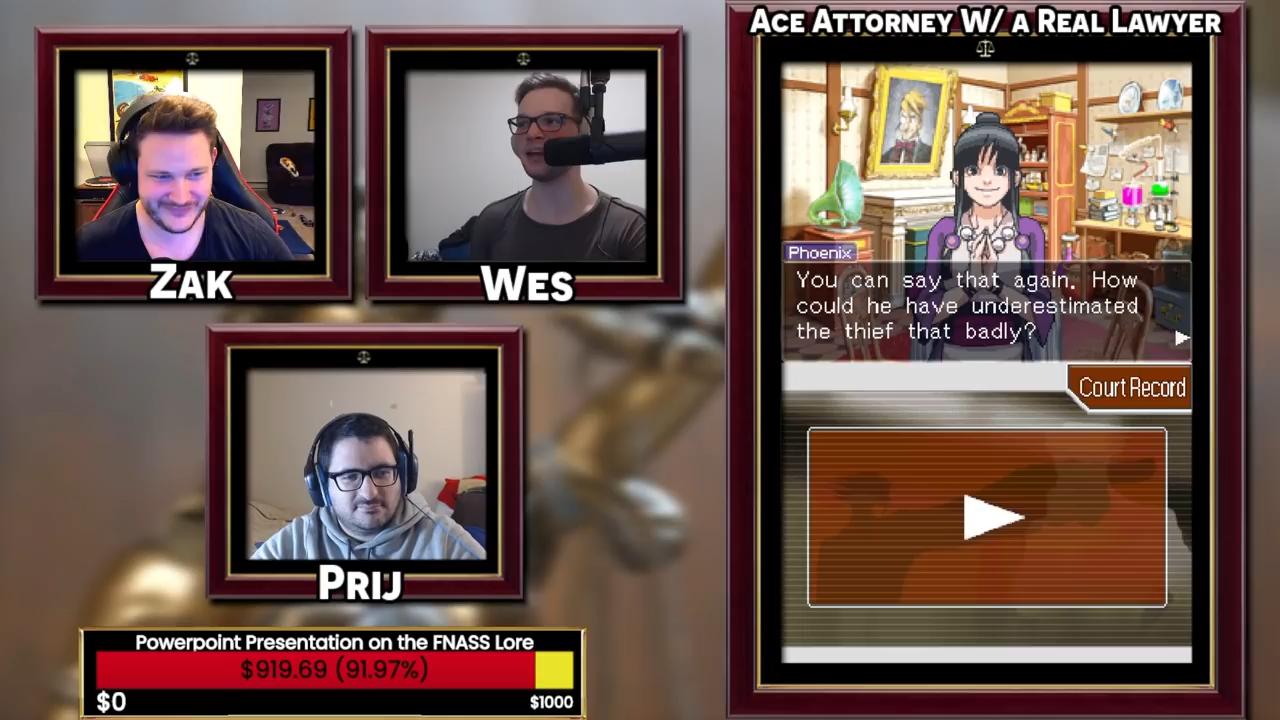 Ace Attorney W/ a Real Lawyer
Zak
Wes
Phoenix
You can say that again. How
could he have underestimated
the thief that badly?
Court Record
Prij
Powerpoint Presentation on the FNASS Lore
$919.69 (91.97%)
$0
$1000